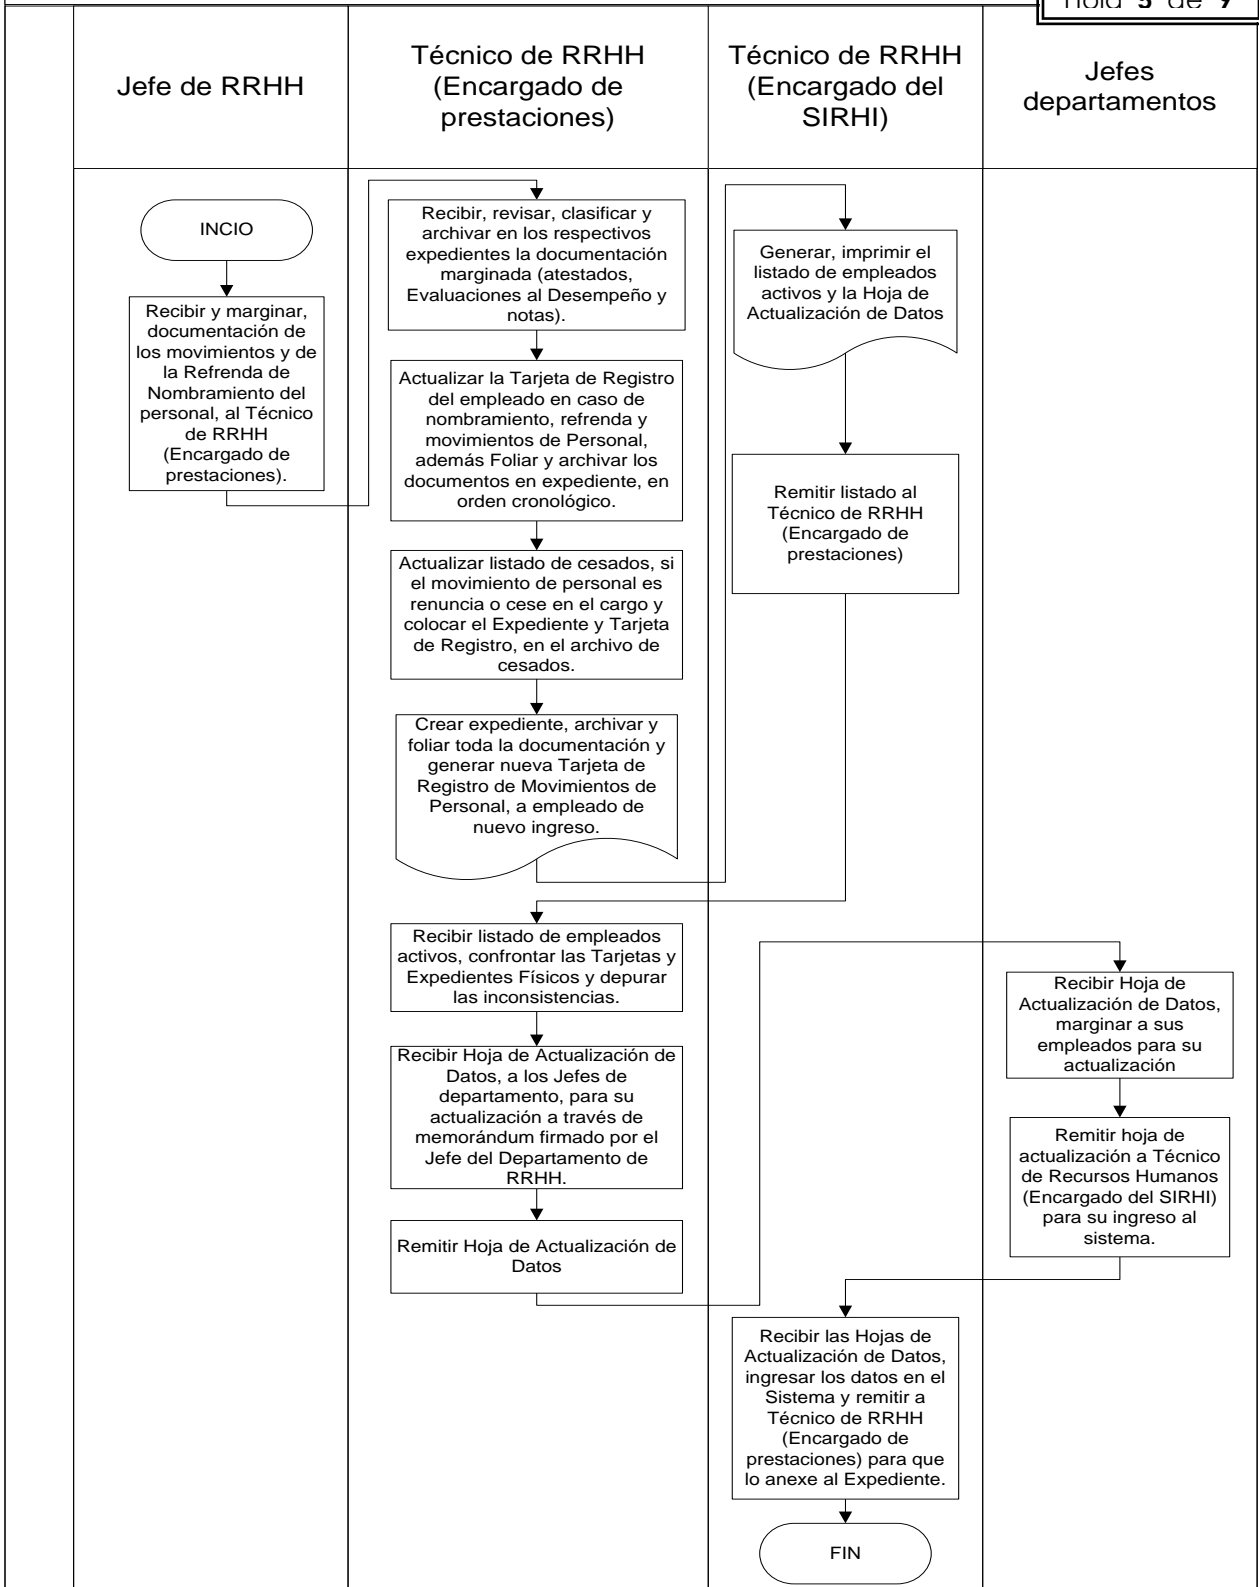 Hoja 5 de 9
Jefe de RRHH
Técnico de RRHH
(Encargado de
prestaciones)
Técnico de RRHH
(Encargado del
SIRHI)
Jefes
departamentos
INCIO
Recibir y marginar,
documentación de
los movimientos y de
la Refrenda de
Nombramiento del
personal, al Técnico
de RRHH
(Encargado de
prestaciones).
Recibir, revisar, clasificar y
archivar en los respectivos
expedientes la documentación
marginada (atestados,
Evaluaciones al Desempeño y
notas).
Actualizar la Tarjeta de Registro
del empleado en caso de
nombramiento, refrenda y
movimientos de Personal,
además Foliar y archivar los
documentos en expediente, en
orden cronológico.
Actualizar listado de cesados, si
el movimiento de personal es
renuncia o cese en el cargo y
colocar el Expediente y Tarjeta
de Registro, en el archivo de
cesados.
Crear expediente, archivar y
foliar toda la documentación y
generar nueva Tarjeta de
Registro de Movimientos de
Personal, a empleado de
nuevo ingreso.
Generar, imprimir el
listado de empleados
activos y la Hoja de
Actualización de Datos
Remitir listado al
Técnico de RRHH
(Encargado de
prestaciones)
Recibir listado de empleados
activos, confrontar las Tarjetas y
Expedientes Físicos y depurar
las inconsistencias.
Recibir Hoja de Actualización de
Datos, a los Jefes de
departamento, para su
actualización a través de
memorándum firmado por el
Jefe del Departamento de
RRHH.
Remitir Hoja de Actualización de
Datos
Recibir Hoja de
Actualización de Datos,
marginar a sus
empleados para su
actualización
Remitir hoja de
actualización a Técnico
de Recursos Humanos
(Encargado del SIRHI)
para su ingreso al
sistema.
Recibir las Hojas de
Actualización de Datos,
ingresar los datos en el
Sistema y remitir a
Técnico de RRHH
(Encargado de
prestaciones) para que
lo anexe al Expediente.
FIN